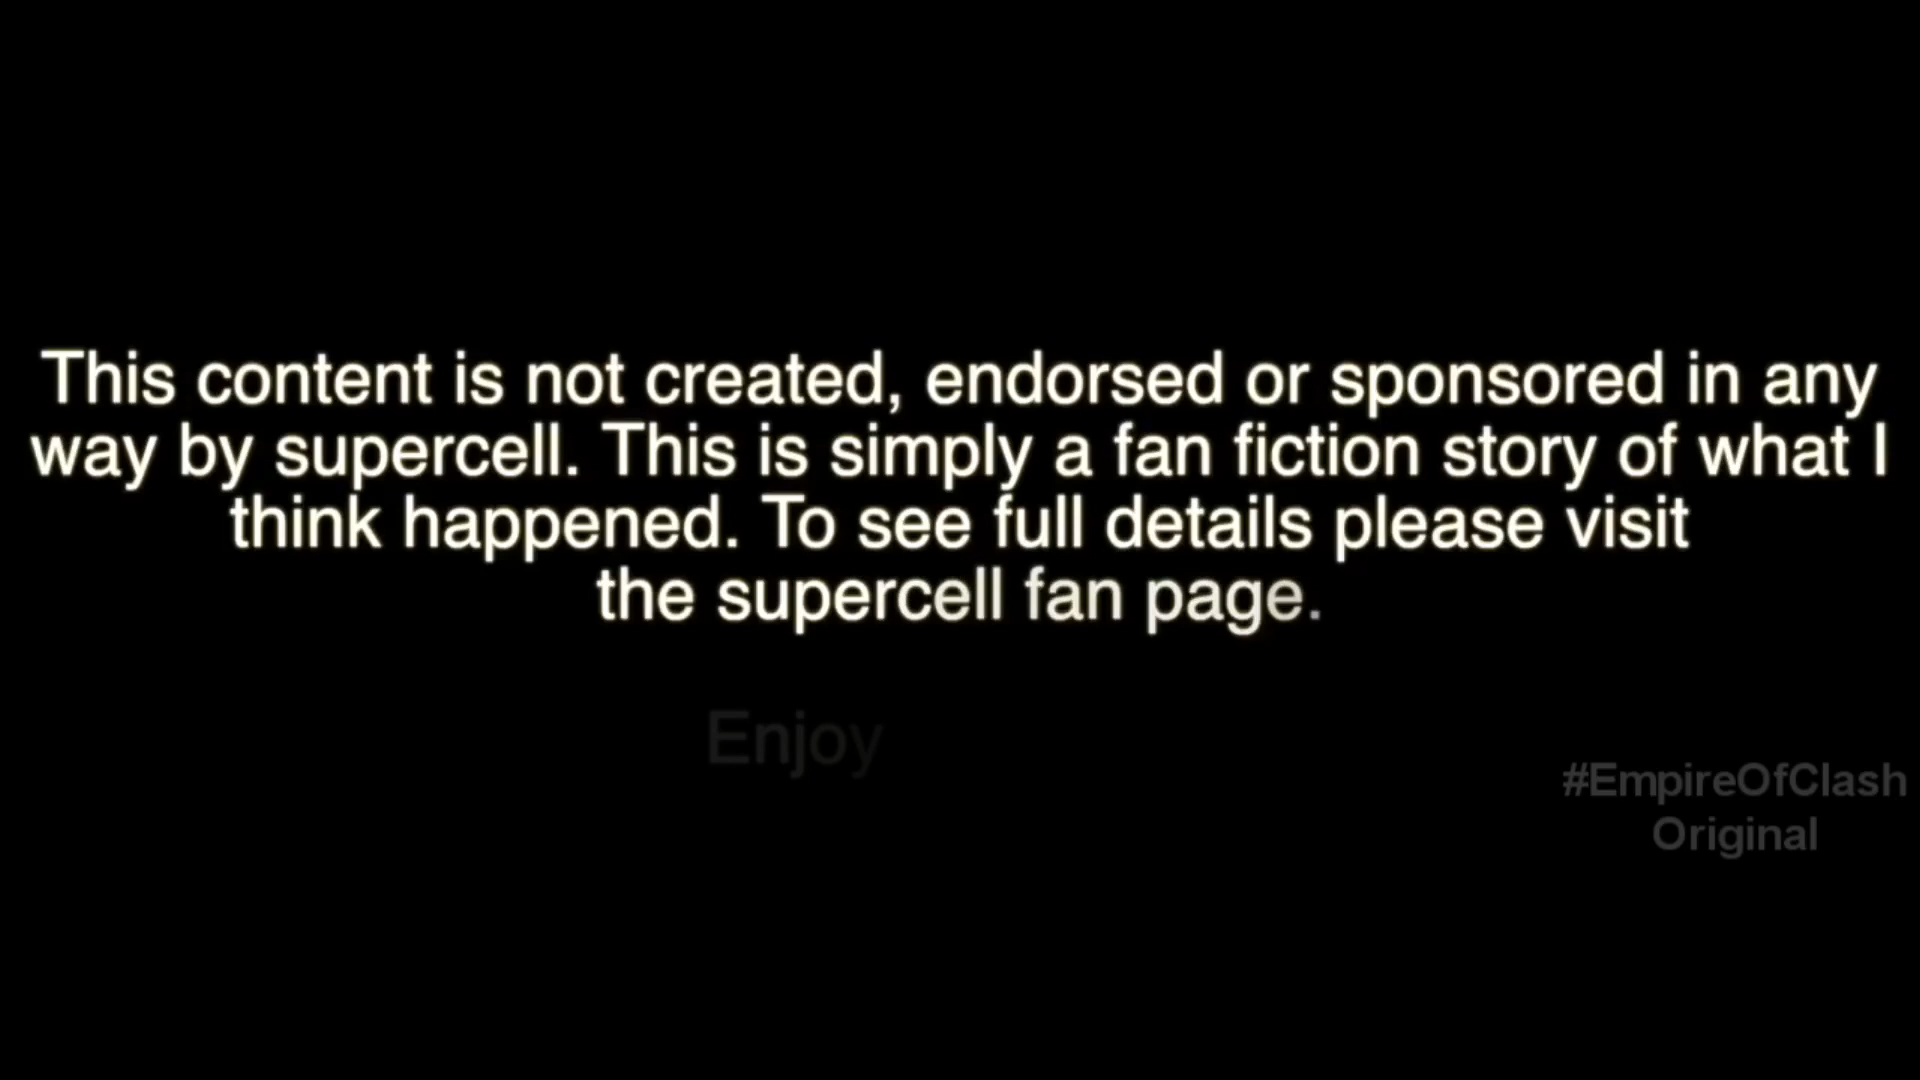 This content is not created, endorsed or sponsored in any
way by supercell. This is simply a fan fiction story of what I
think happened. To see full details please visit
the supercell fan page.
Enjoy
#EmpireOfClash
Original